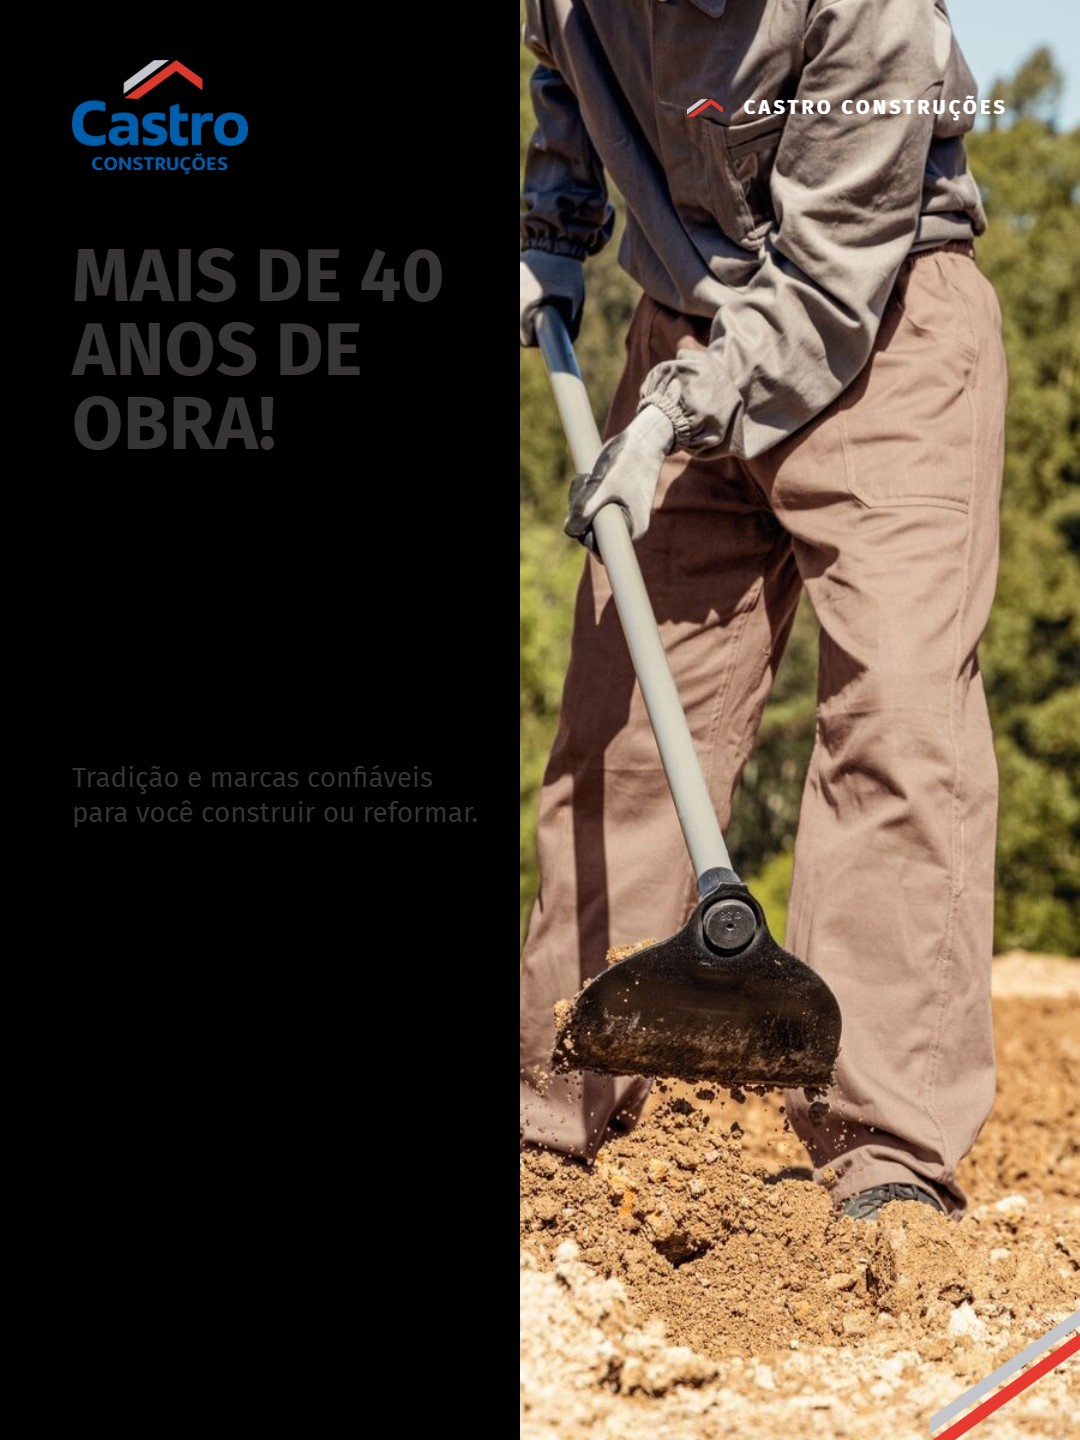 Castro
CONSTRUÇÕES
CASTRO CONSTRUÇÕES
MAIS DE 40
ANOS DE
OBRA!
Tradição e marcas confiáveis
para você construir ou reformar.